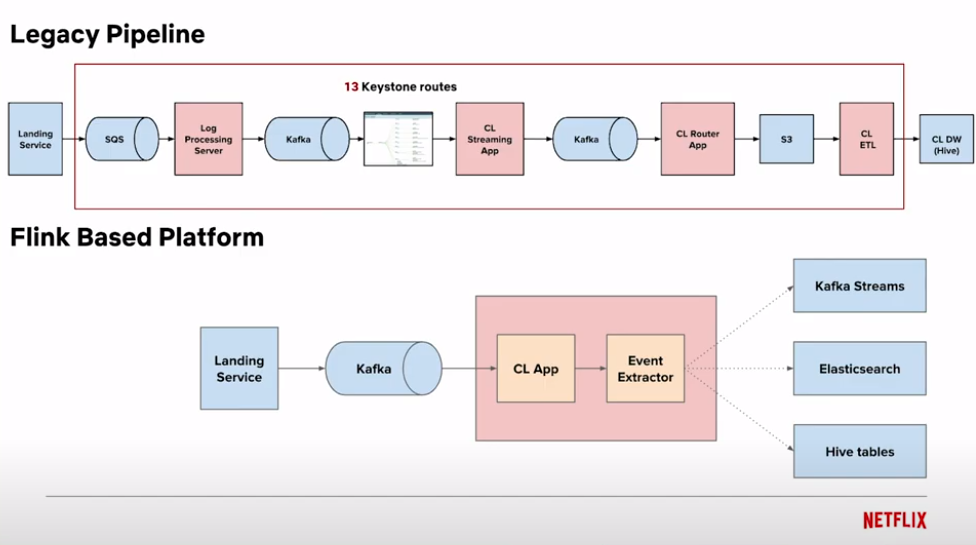 Legacy Pipeline
13 Keystone routes
Landing
Service
SQS
Log
Processing
Server
Kafka
CL
Streaming
App
Kafka
CL Router
App
S3
CL
ETL
CL DW
(Hive)
Flink Based Platform
Landing
Service
Kafka
CL App
Event
Extractor
Kafka Streams
Elasticsearch
Hive tables
NETFLIX